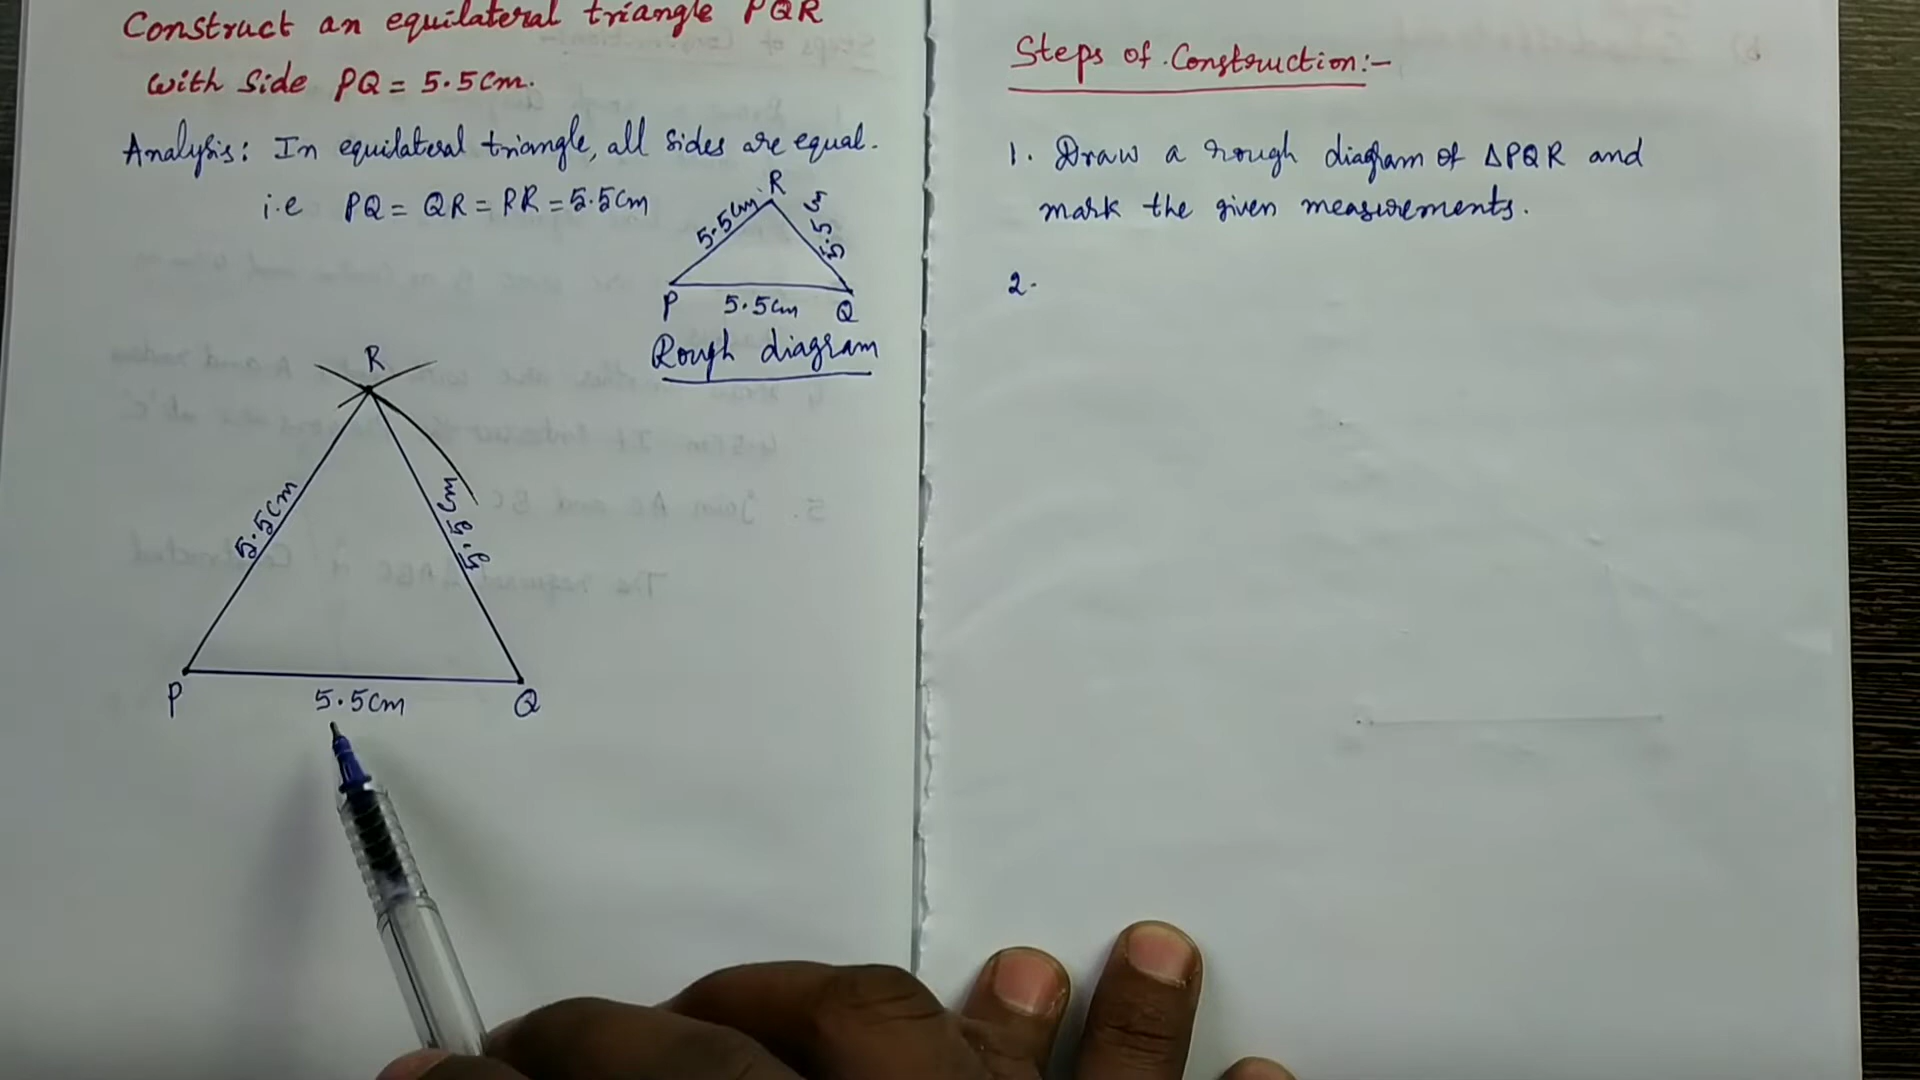 Construct an equilateral triangle PQR
with Side PQ = 5.5cm.
Analysis: In equilateral triangle, all sides are equal.
i.e PQ = QR = RR = 5.5cm
R
5.5cm
5.5cm
P
5.5cm
Q
Rough diagram
R
5.5cm
5.5cm
P
5.5cm
Q
Steps of Construction:-
1. Draw a rough diagram of ΔPQR and
mark the given measurements.
2.